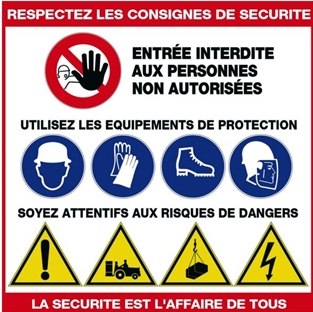 RESPECTEZ LES CONSIGNES DE SECURITE
ENTRÉE INTERDITE
AUX PERSONNES
NON AUTORISÉES
UTILISEZ LES EQUIPEMENTS DE PROTECTION
SOYEZ ATTENTIFS AUX RISQUES DE DANGERS
LA SECURITE EST L'AFFAIRE DE TOUS